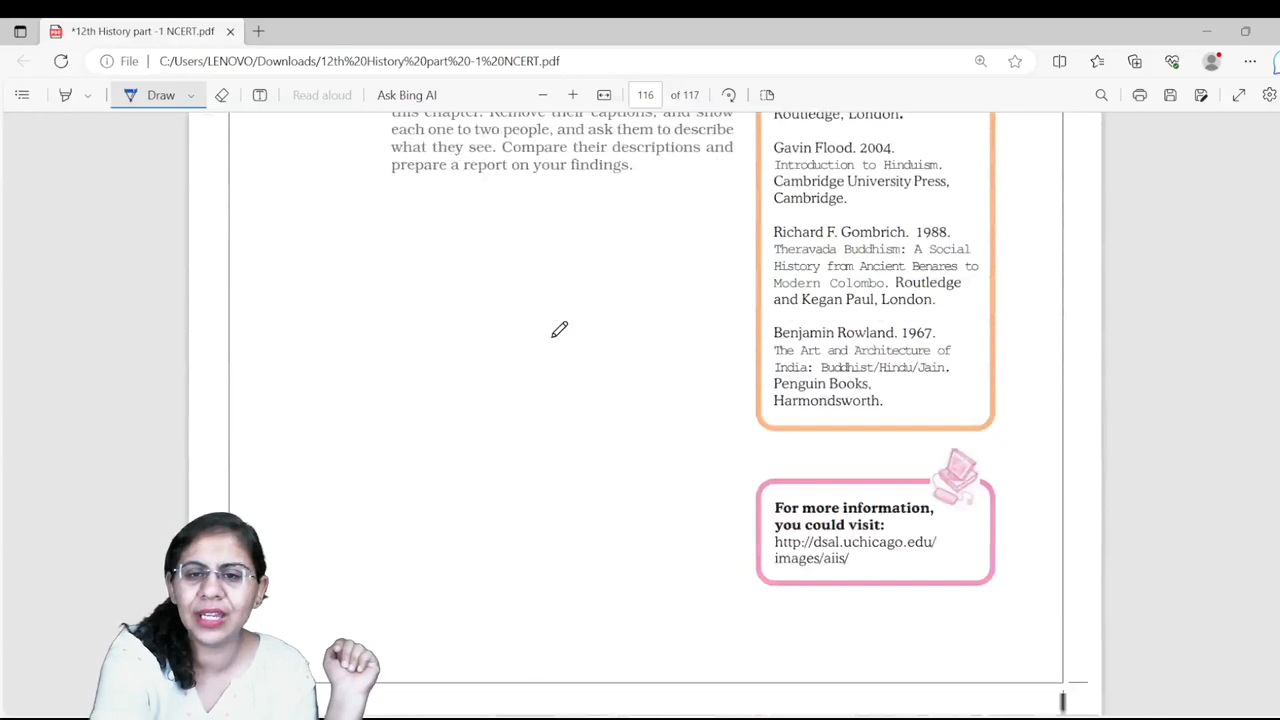 *12th History part -1 NCERT.pdf
File
C:/Users/LENOVO/Downloads/12th%20History%20part%20-1%20NCERT.pdf
Draw
Read aloud
Ask Bing AI
116
of 117
this chapter. Remove their captions, and show
each one to two people, and ask them to describe
what they see. Compare their descriptions and
prepare a report on your findings.
Routledge, London.
Gavin Flood. 2004.
Introduction to Hinduism.
Cambridge University Press,
Cambridge.
Richard F. Gombrich. 1988.
Theravada Buddhism: A Social
History from Ancient Benares to
Modern Colombo. Routledge
and Kegan Paul, London.
Benjamin Rowland. 1967.
The Art and Architecture of
India: Buddhist/Hindu/Jain.
Penguin Books,
Harmondsworth.
For more information,
you could visit:
http://dsal.uchicago.edu/
images/aiis/